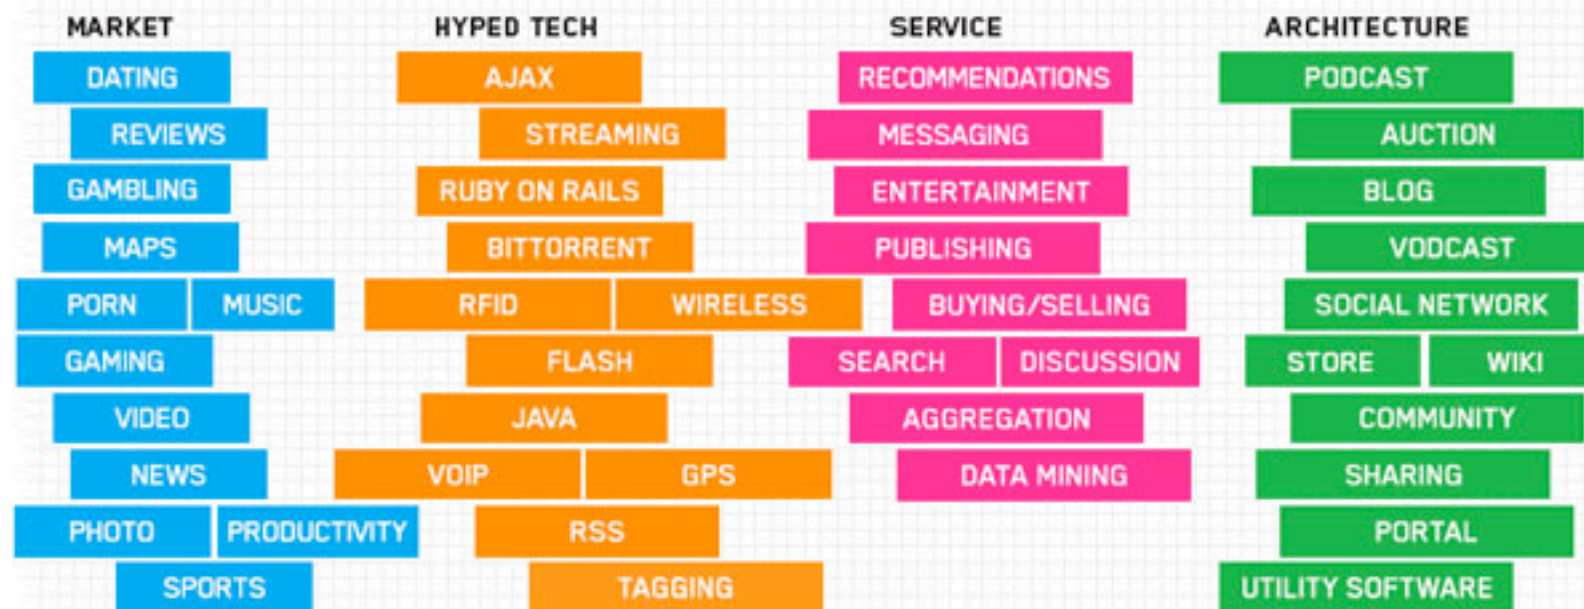 MARKET HYPED TECH SERVICE ARCHITECTURE
DATING AJAX RECOMMENDATIONS PODCAST
REVIEWS STREAMING MESSAGING AUCTION
GAMBLING RUBY ON RAILS ENTERTAINMENT BLOG
MAPS BITTORRENT PUBLISHING VODCAST
PORN MUSIC RFID WIRELESS BUYING/SELLING SOCIAL NETWORK
GAMING FLASH SEARCH DISCUSSION STORE WIKI
VIDEO JAVA AGGREGATION COMMUNITY
NEWS VOIP GPS DATA MINING SHARING
PHOTO PRODUCTIVITY RSS PORTAL
SPORTS TAGGING UTILITY SOFTWARE